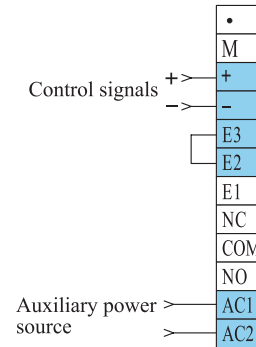 •
M
+ +
Control signals
− −
E3
E2
E1
NC
COM
NO
Auxiliary power AC1
source AC2